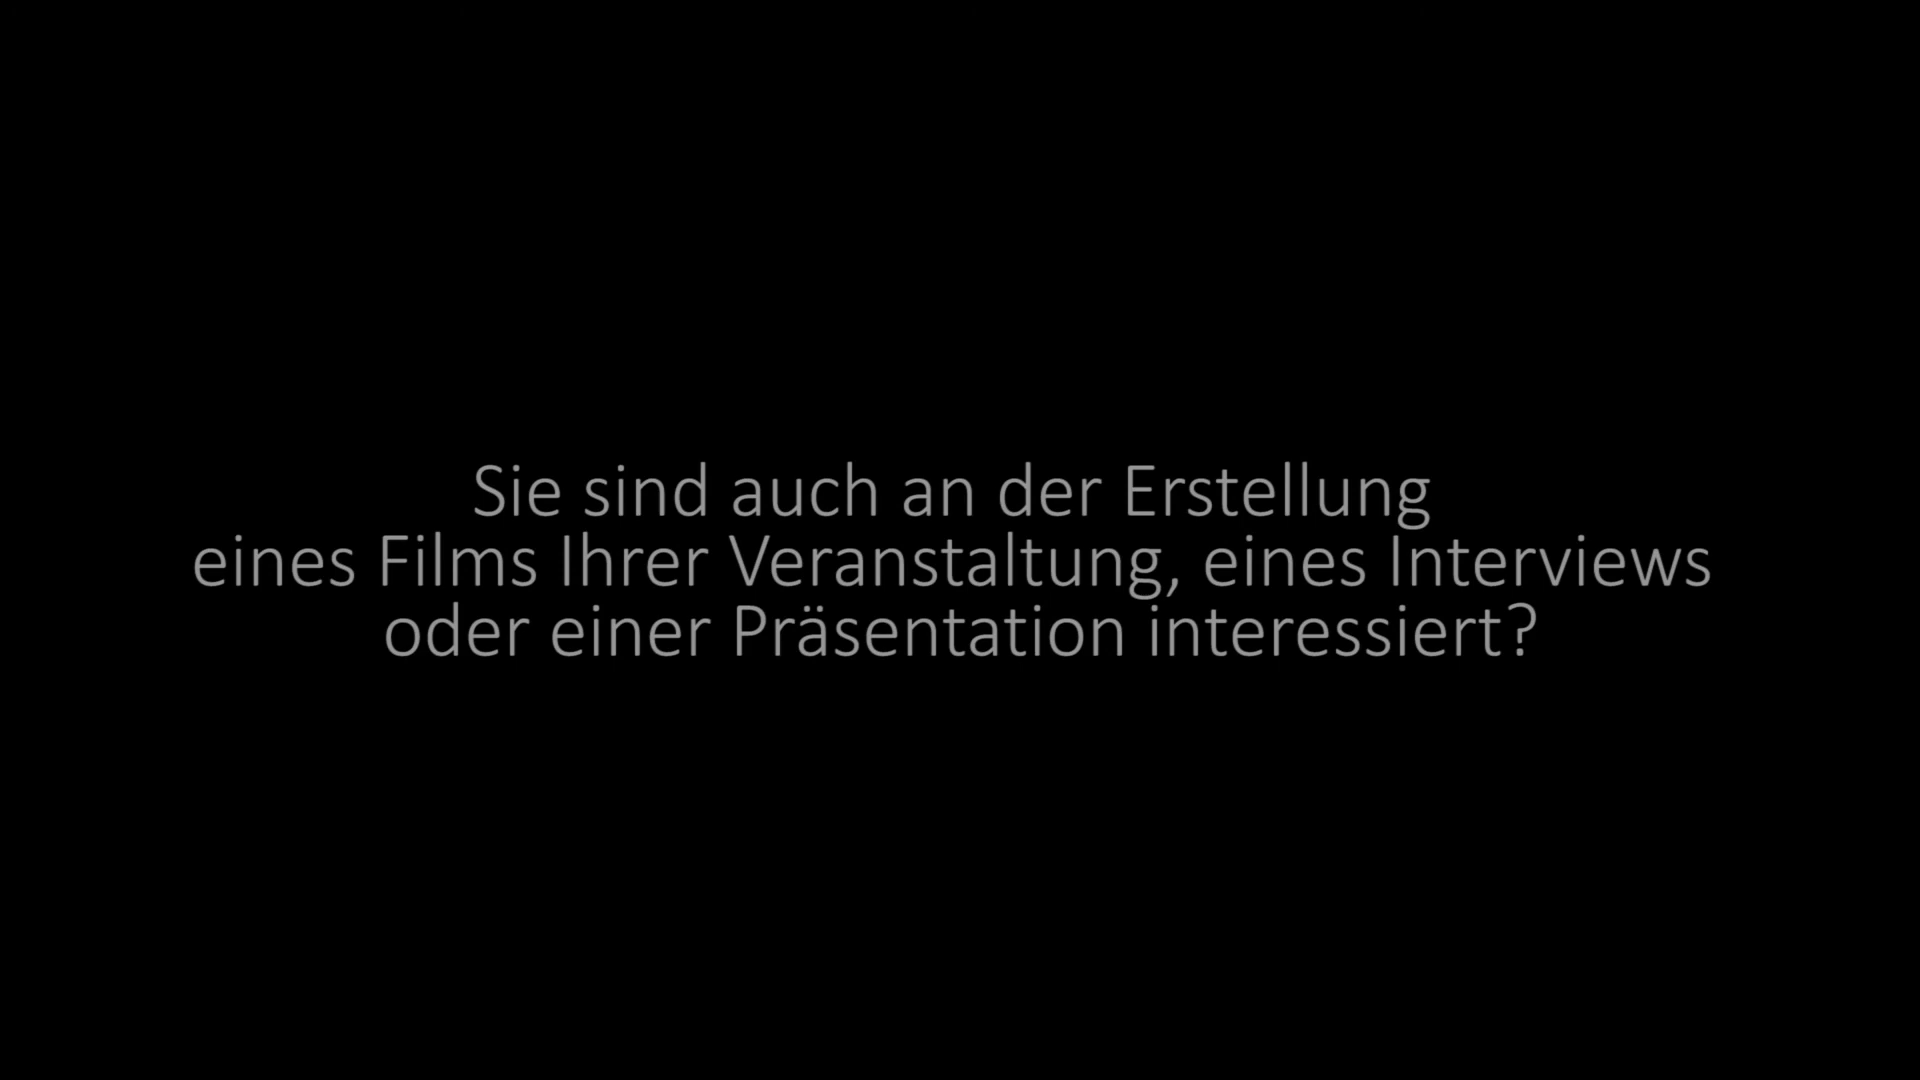 Sie sind auch an der Erstellung
eines Films Ihrer Veranstaltung, eines Interviews
oder einer Präsentation interessiert?